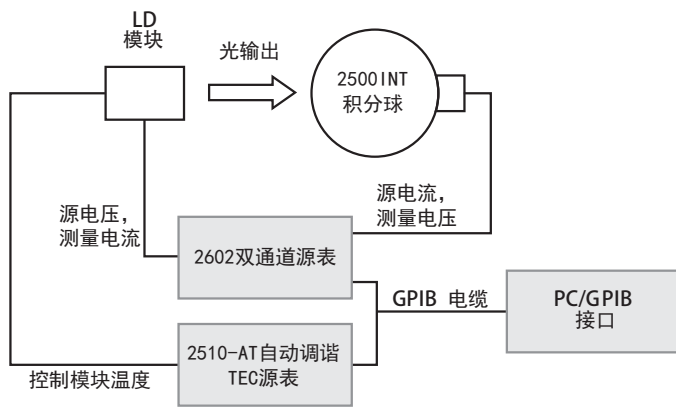 LD
模块
光输出
2500INT
积分球
源电压，
测量电流
源电流，
测量电压
2602双通道源表
GPIB 电缆
PC/GPIB
接口
2510-AT自动调谐
TEC源表
控制模块温度